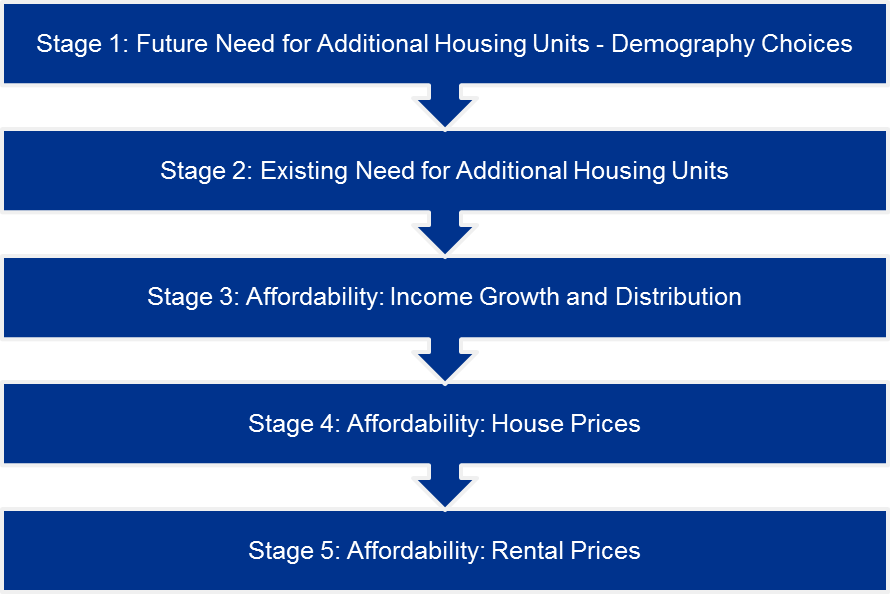 Stage 1: Future Need for Additional Housing Units - Demography Choices
Stage 2: Existing Need for Additional Housing Units
Stage 3: Affordability: Income Growth and Distribution
Stage 4: Affordability: House Prices
Stage 5: Affordability: Rental Prices